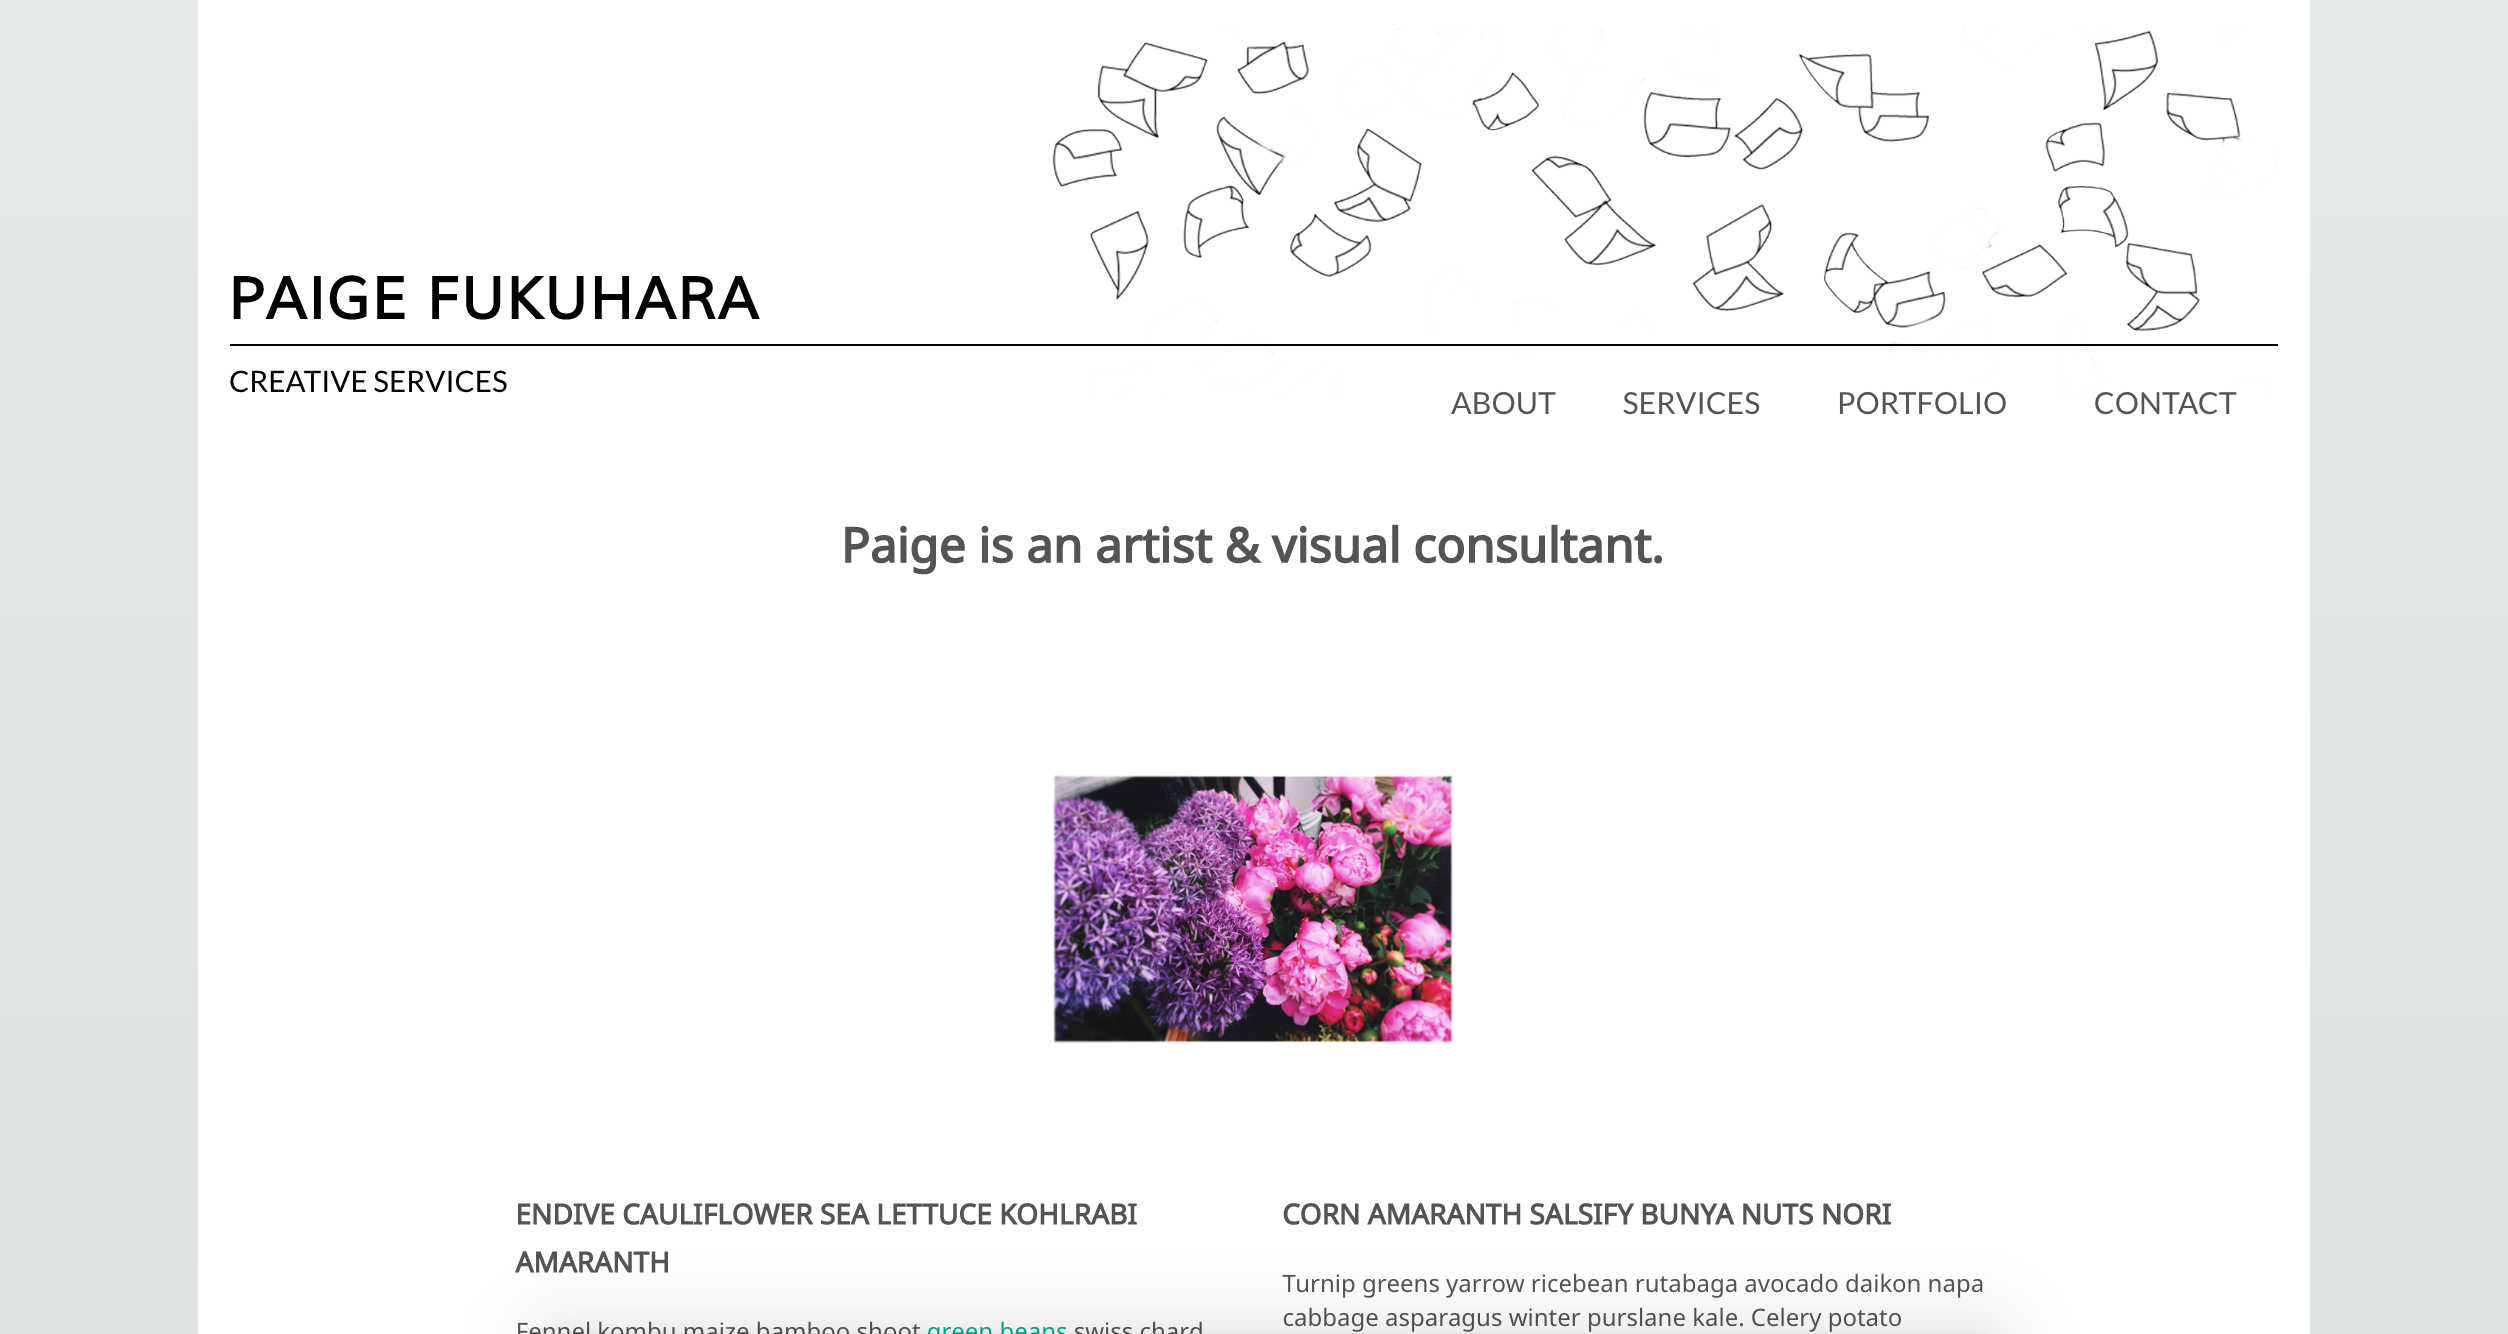 PAIGE FUKUHARA
CREATIVE SERVICES
ABOUT SERVICES PORTFOLIO CONTACT
Paige is an artist & visual consultant.
ENDIVE CAULIFLOWER SEA LETTUCE KOHLRABI
AMARANTH
Fennel kombu maize bamboo shoot green beans swiss chard
CORN AMARANTH SALSIFY BUNYA NUTS NORI
Turnip greens yarrow ricebean rutabaga avocado daikon napa
cabbage asparagus winter purslane kale. Celery potato